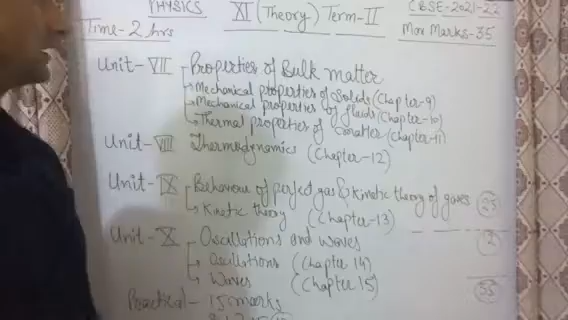 PHYSICS XI (Theory) Term-II CBSE-2021-22
Time-2 hrs Max Marks-35
Unit-VII Properties of Bulk matter
→ Mechanical properties of solids (Chapter-9)
→ Mechanical properties of fluids (Chapter-10)
→ Thermal properties of matter (Chapter-11)
Unit-VIII Thermodynamics (Chapter-12)
Unit-IX Behaviour of perfect gas & kinetic theory of gases 23
→ Kinetic theory (Chapter-13)
Unit-X Oscillations and waves
→ Oscillations (Chapter 14)
→ Waves (Chapter 15) 35
Practical - 15 marks